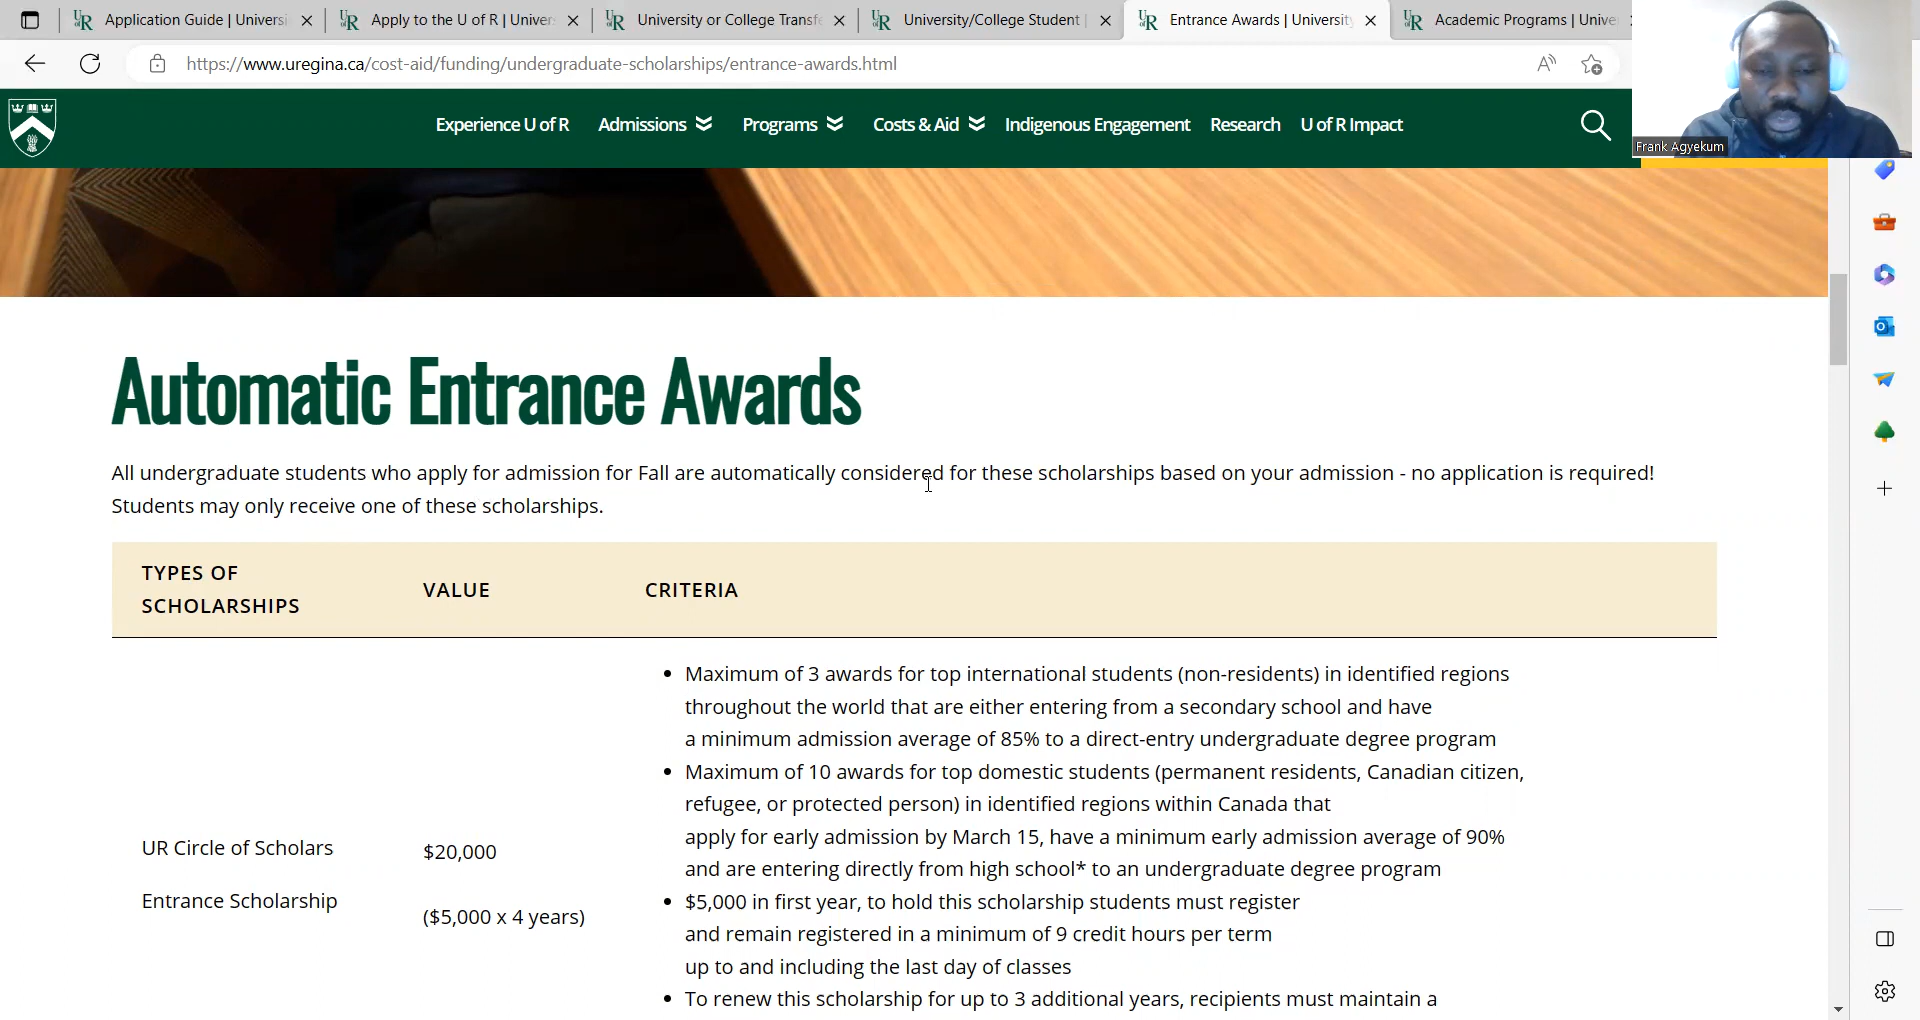 Application Guide | Universi
Apply to the U of R | Univer
University or College Transf
University/College Student |
Entrance Awards | University
Academic Programs | Unive
https://www.uregina.ca/cost-aid/funding/undergraduate-scholarships/entrance-awards.html
Experience U of R
Admissions
Programs
Costs & Aid
Indigenous Engagement
Research
U of R Impact
Frank Agyekum
Automatic Entrance Awards
All undergraduate students who apply for admission for Fall are automatically considered for these scholarships based on your admission - no application is required!
Students may only receive one of these scholarships.
TYPES OF
SCHOLARSHIPS
VALUE
CRITERIA
UR Circle of Scholars
Entrance Scholarship
$20,000
($5,000 x 4 years)
• Maximum of 3 awards for top international students (non-residents) in identified regions
throughout the world that are either entering from a secondary school and have
a minimum admission average of 85% to a direct-entry undergraduate degree program
• Maximum of 10 awards for top domestic students (permanent residents, Canadian citizen,
refugee, or protected person) in identified regions within Canada that
apply for early admission by March 15, have a minimum early admission average of 90%
and are entering directly from high school* to an undergraduate degree program
• $5,000 in first year, to hold this scholarship students must register
and remain registered in a minimum of 9 credit hours per term
up to and including the last day of classes
• To renew this scholarship for up to 3 additional years, recipients must maintain a